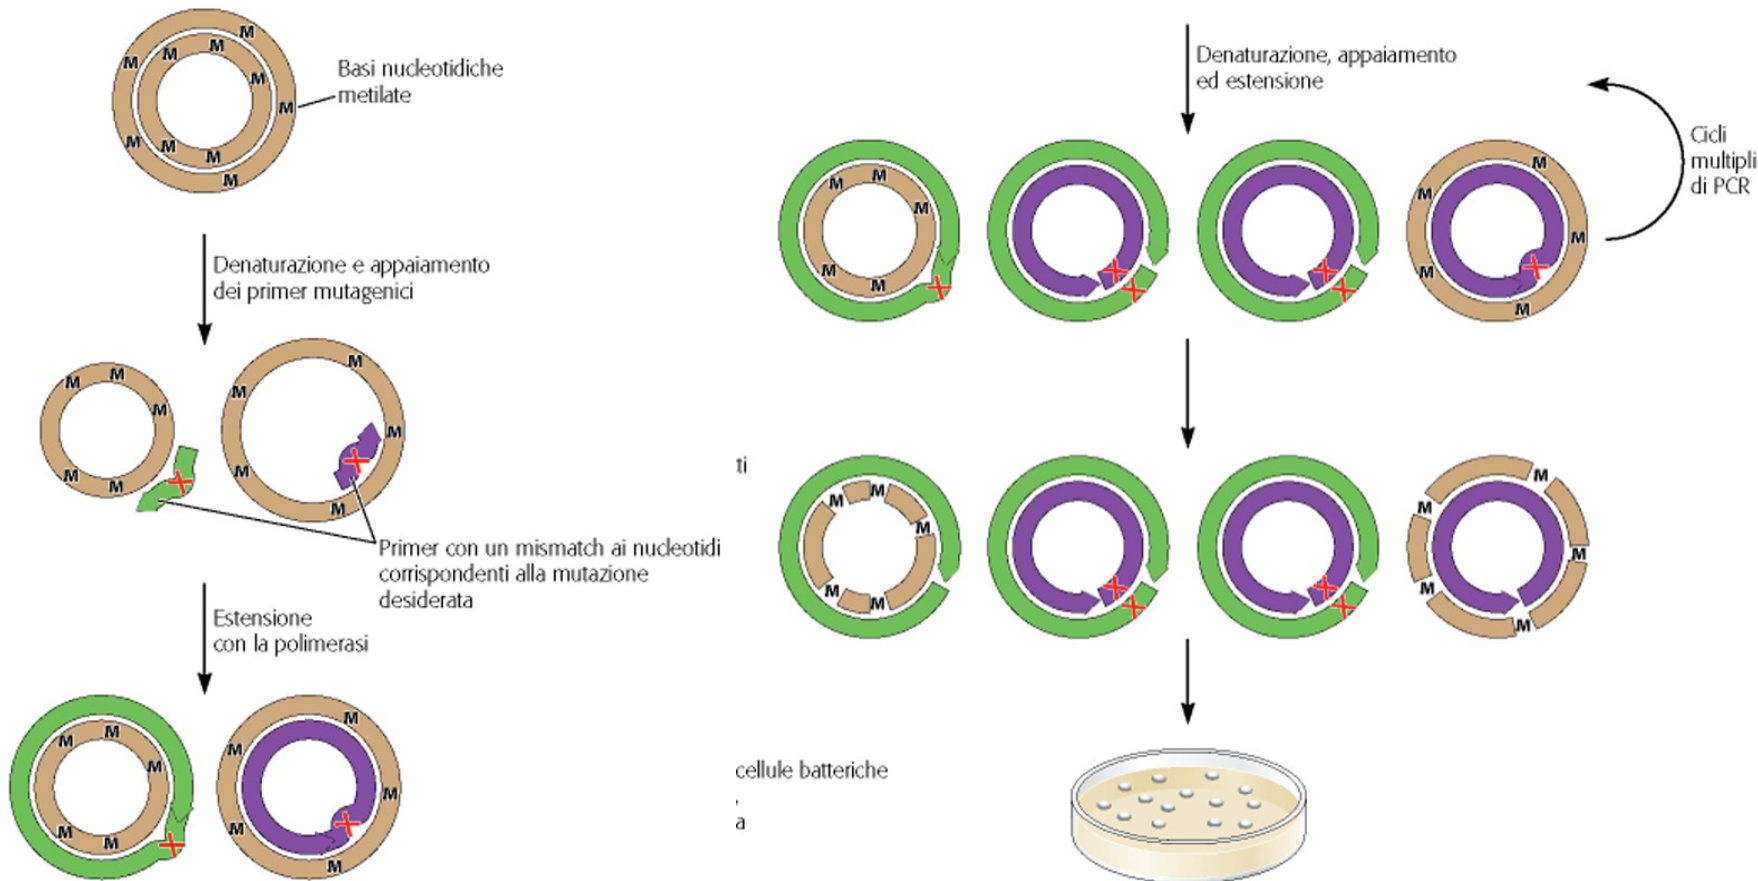 M
M
M
M
M
M
M
M
M
M
M
Basi nucleotidiche
metilate
Denaturazione e appaiamento
dei primer mutagenici
M
M
M
M
M
M
M
M
M
M
Primer con un mismatch ai nucleotidi
corrispondenti alla mutazione
desiderata
Estensione
con la polimerasi
M
M
M
M
M
M
M
M
M
M
Denaturazione, appaiamento
ed estensione
Cicli
multipli
di PCR
M
M
M
M
M
M
M
M
M
M
ti
M
M
M
M
M
M
M
M
M
M
cellule batteriche
,
a